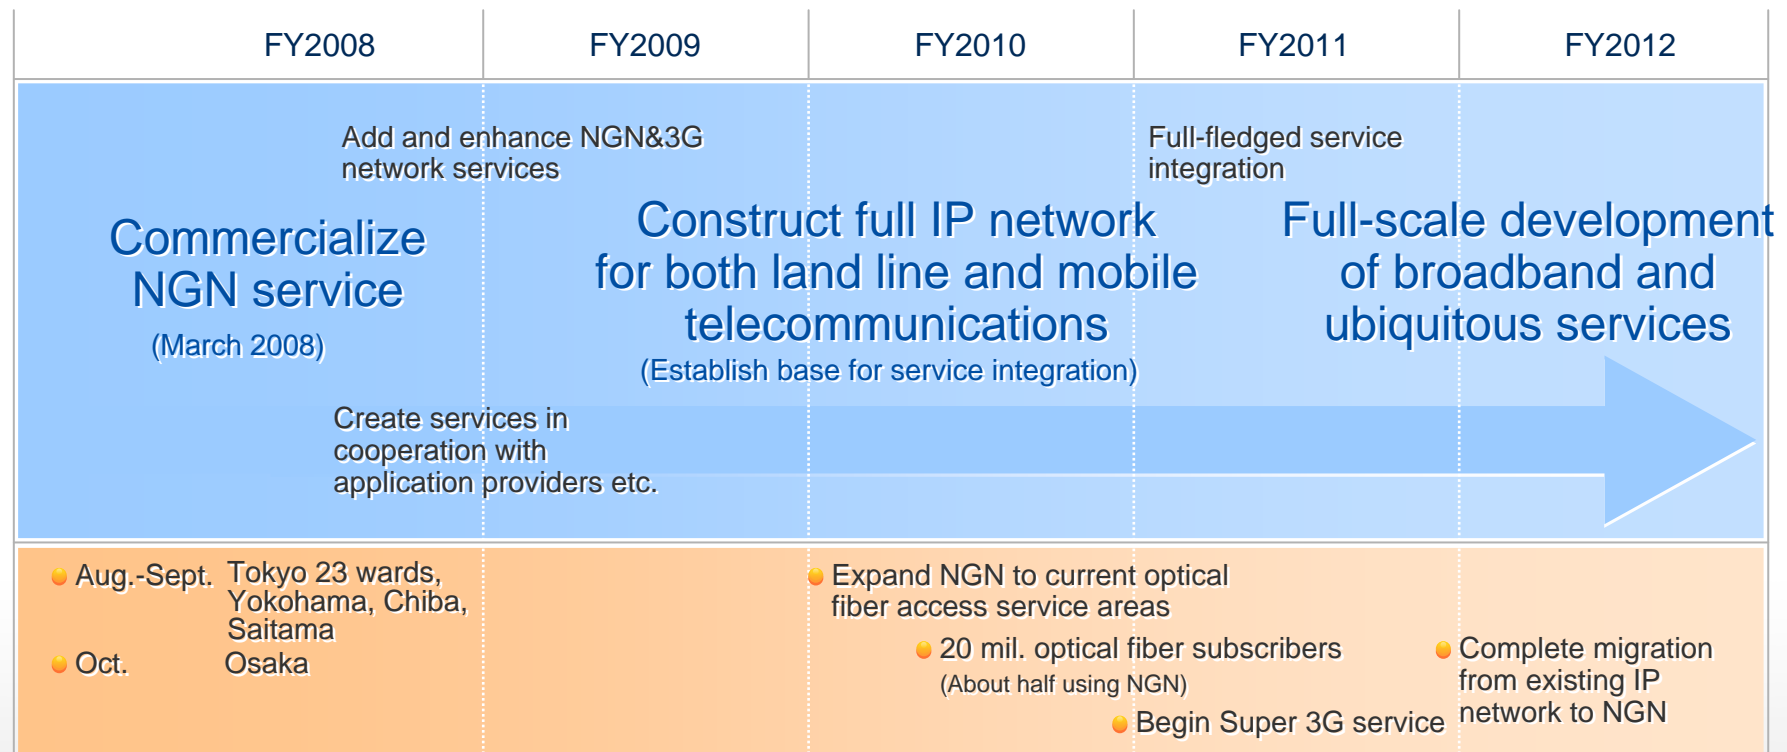 FY2008
FY2009
FY2010
FY2011
FY2012
Add and enhance NGN&3G
network services
Full-fledged service
integration
Commercialize
NGN service
(March 2008)
Construct full IP network
for both land line and mobile
telecommunications
(Establish base for service integration)
Full-scale development
of broadband and
ubiquitous services
Create services in
cooperation with
application providers etc.
Aug.-Sept. Tokyo 23 wards,
Yokohama, Chiba,
Saitama
Oct. Osaka
Expand NGN to current optical
fiber access service areas
20 mil. optical fiber subscribers
(About half using NGN)
Begin Super 3G service
Complete migration
from existing IP
network to NGN